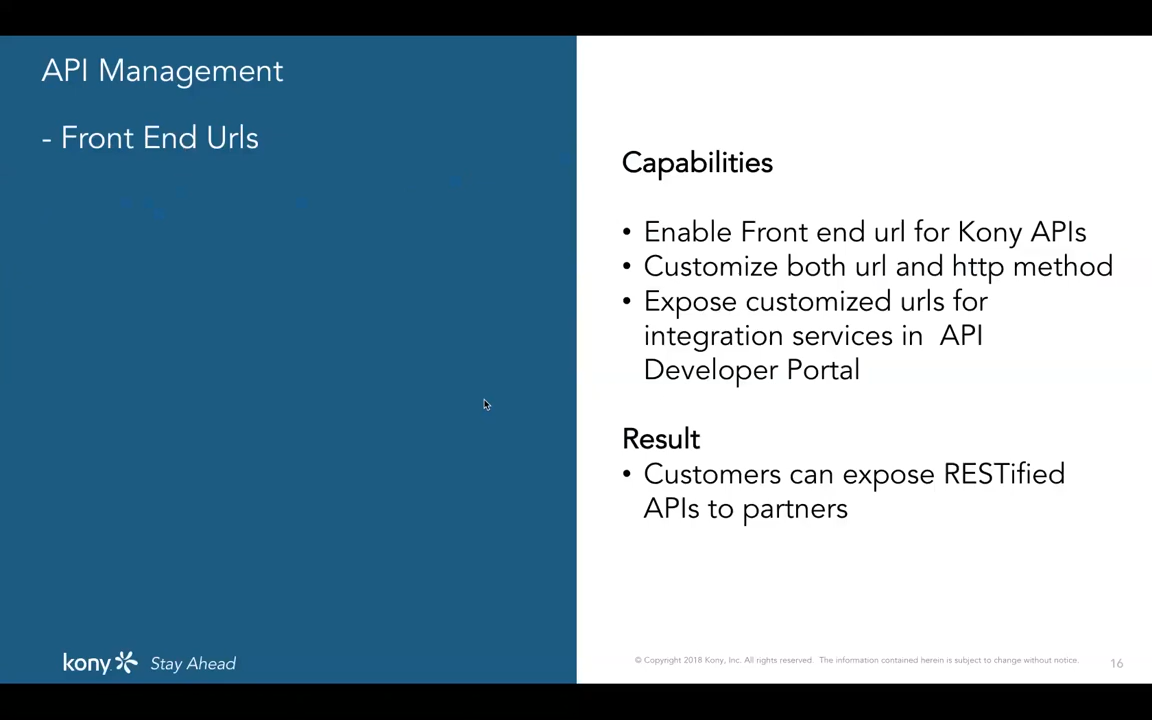 API Management
- Front End Urls
Capabilities
• Enable Front end url for Kony APIs
• Customize both url and http method
• Expose customized urls for
integration services in  API
Developer Portal
Result
• Customers can expose RESTified
APIs to partners
kony Stay Ahead
© Copyright 2018 Kony, Inc. All rights reserved.  The information contained herein is subject to change without notice.
16